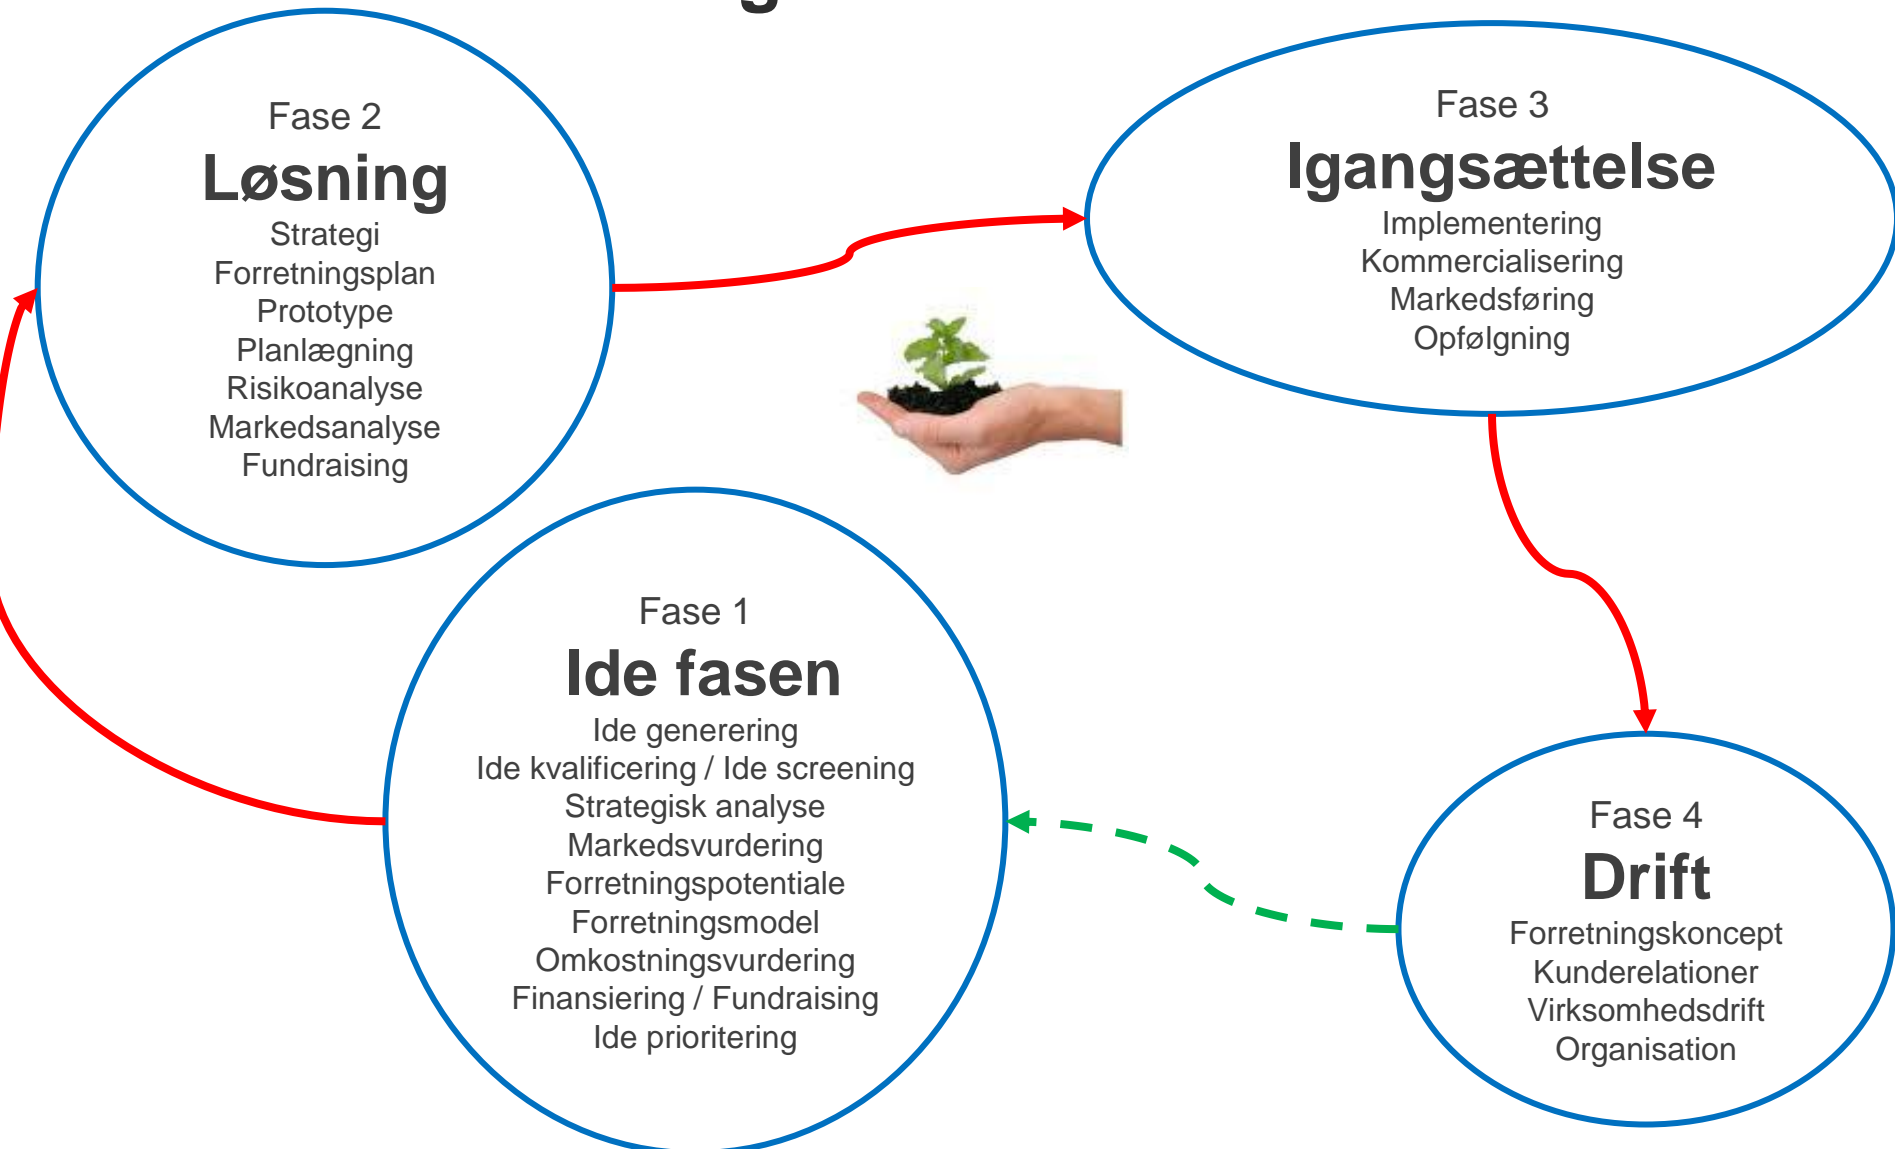 Fase 2
Løsning
Strategi
Forretningsplan
Prototype
Planlægning
Risikoanalyse
Markedsanalyse
Fundraising
Fase 3
Igangsættelse
Implementering
Kommercialisering
Markedsføring
Opfølgning
Fase 1
Ide fasen
Ide generering
Ide kvalificering / Ide screening
Strategisk analyse
Markedsvurdering
Forretningspotentiale
Forretningsmodel
Omkostningsvurdering
Finansiering / Fundraising
Ide prioritering
Fase 4
Drift
Forretningskoncept
Kunderelationer
Virksomhedsdrift
Organisation